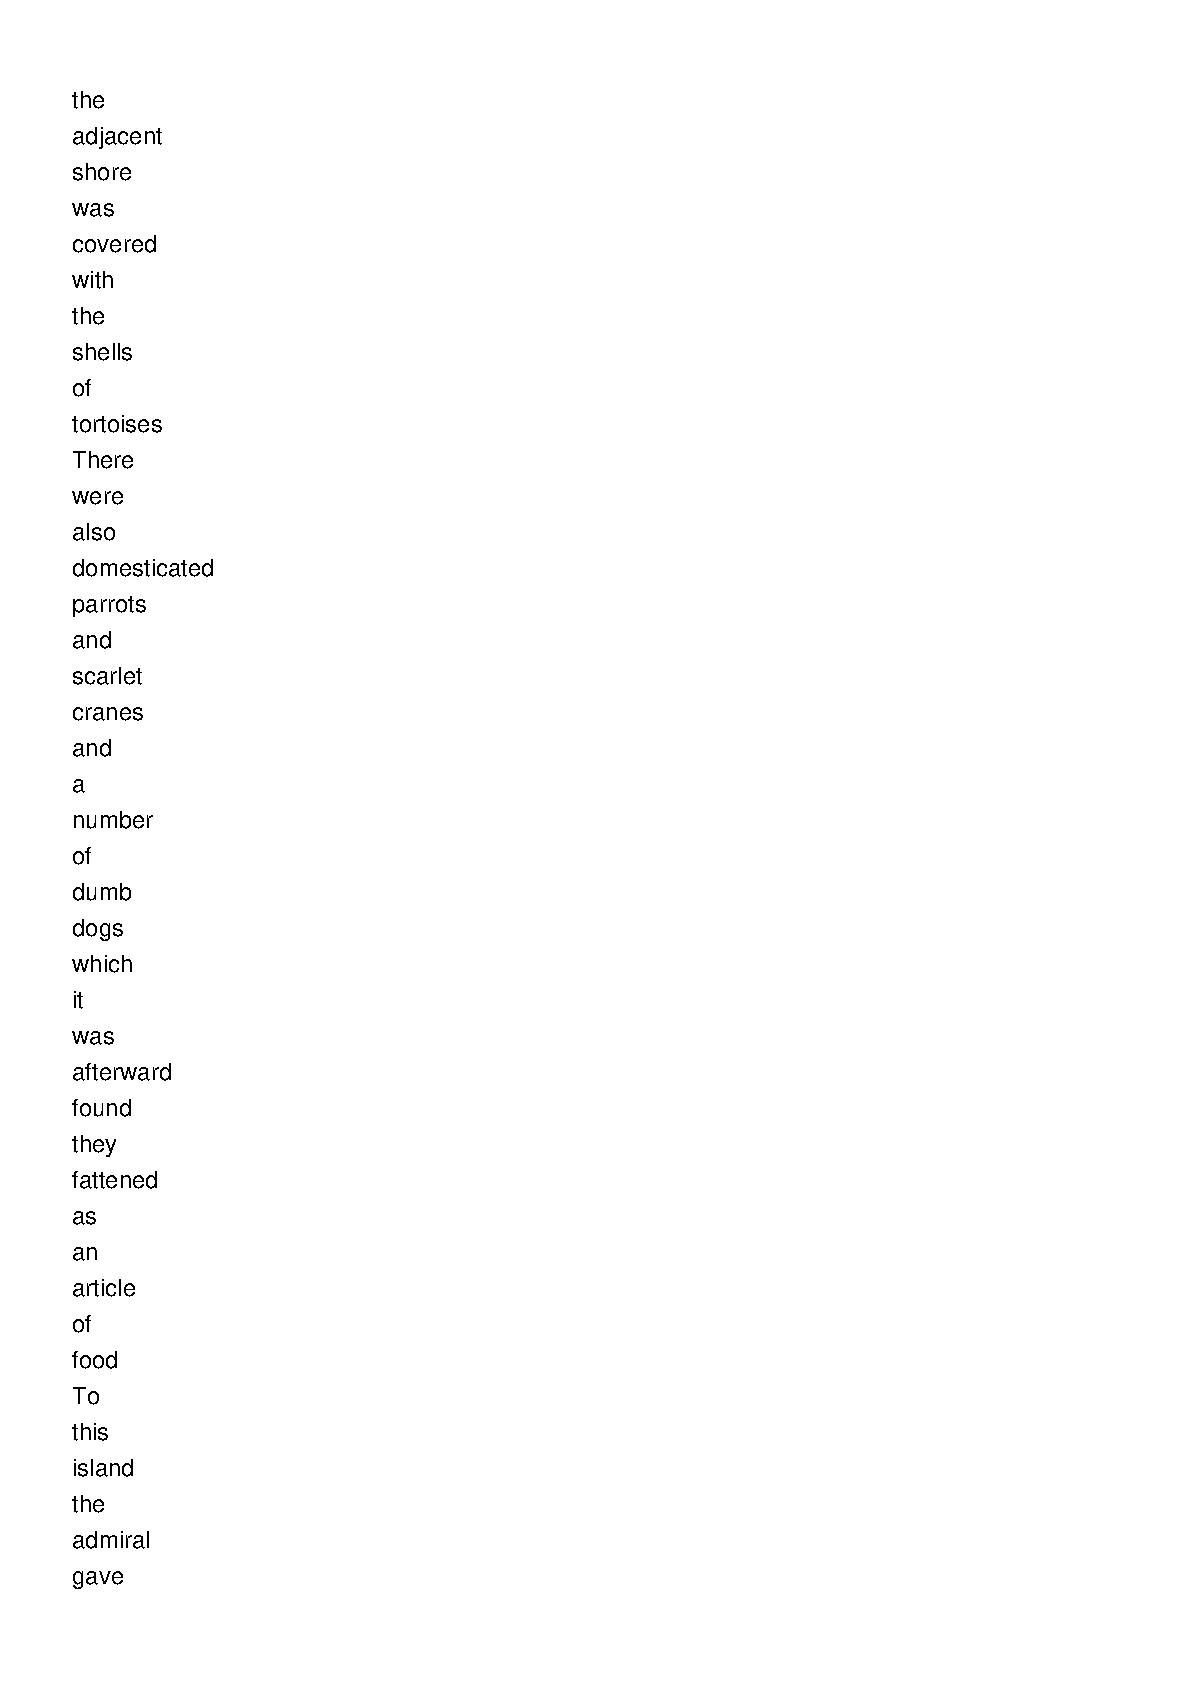 the
adjacent
shore
was
covered
with
the
shells
of
tortoises
There
were
also
domesticated
parrots
and
scarlet
cranes
and
a
number
of
dumb
dogs
which
it
was
afterward
found
they
fattened
as
an
article
of
food
To
this
island
the
admiral
gave